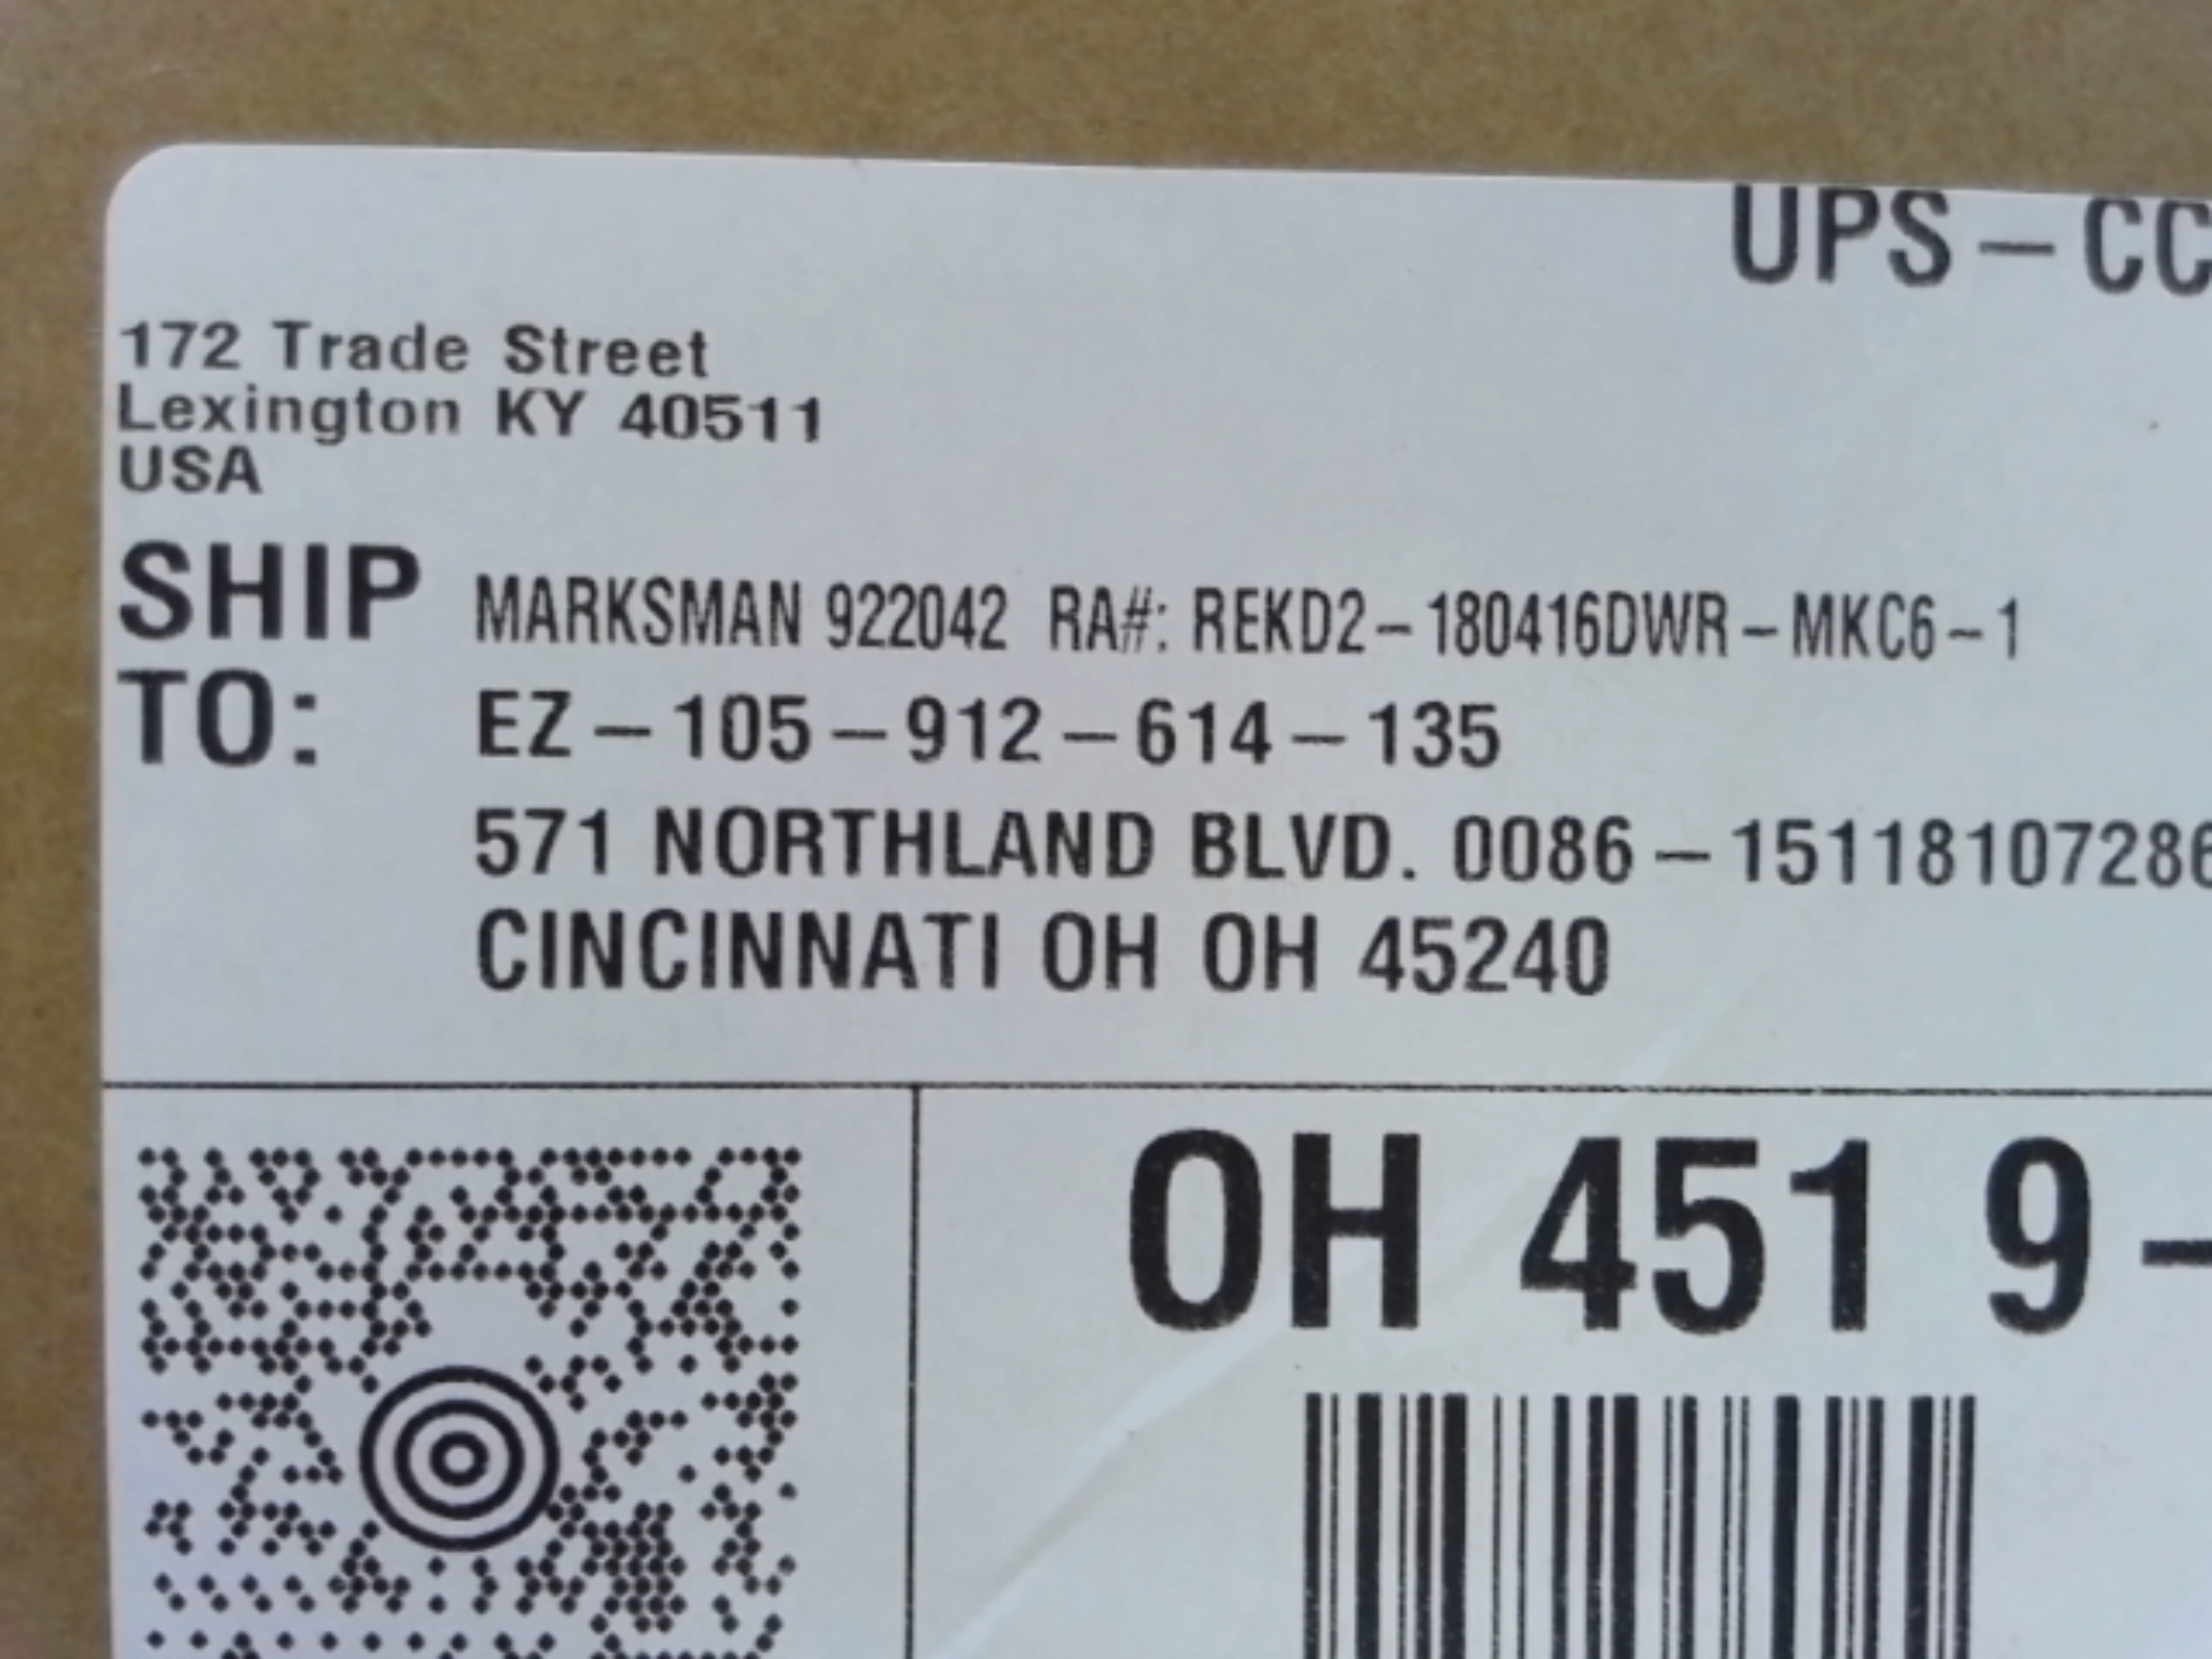 UPS – CC
172 Trade Street
Lexington KY 40511
USA
SHIP TO:
MARKSMAN 922042 RA#: REKD2-180416DWR-MKC6-1
EZ-105-912-614-135
571 NORTHLAND BLVD. 0086-15118107286
CINCINNATI OH OH 45240
OH 451 9-